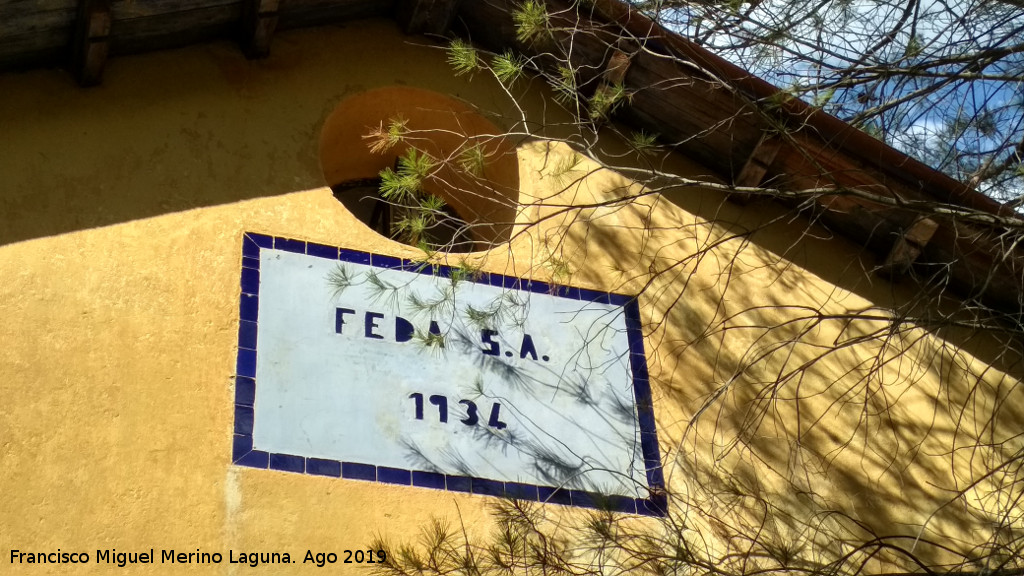 FEDA S.A.
1934
Francisco Miguel Merino Laguna. Ago 2019